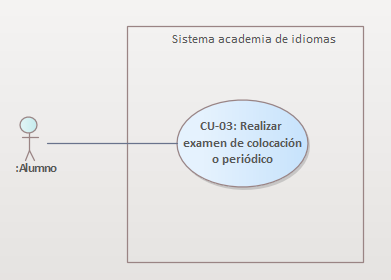 Sistema academia de idiomas
CU-03: Realizar
examen de colocación
o periódico
:Alumno